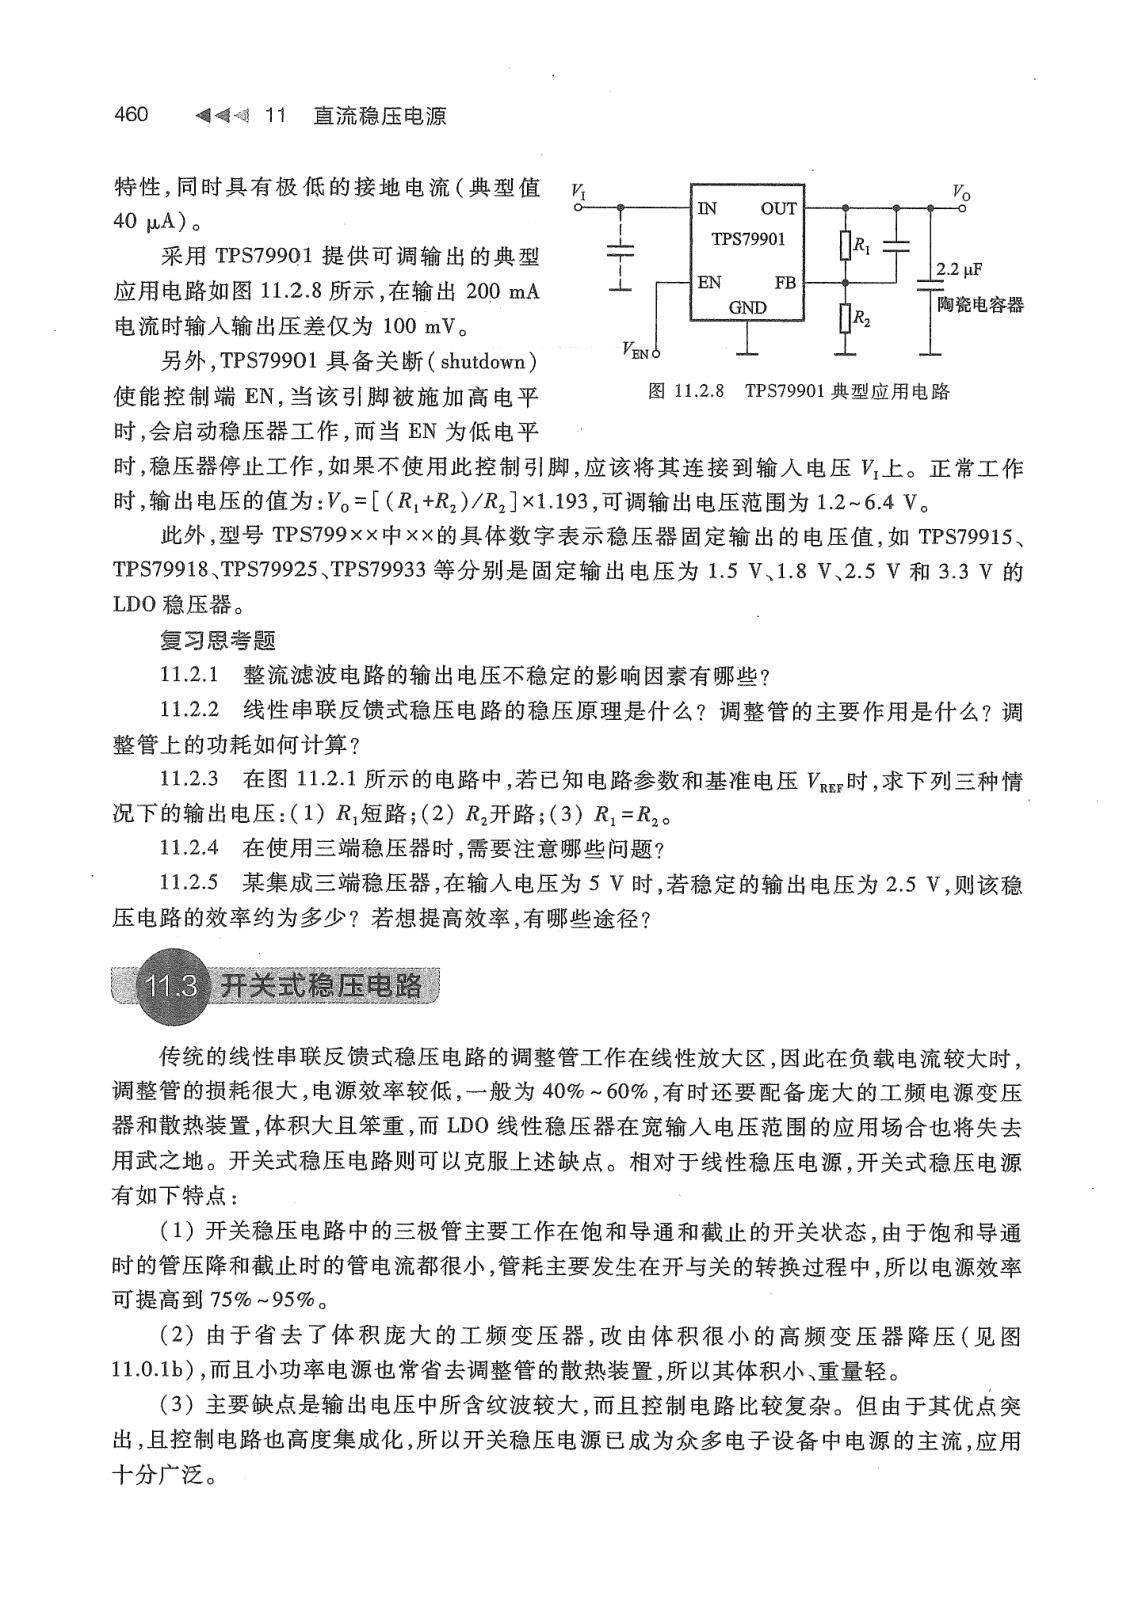 460 11 直流稳压电源
特性,同时具有极低的接地电流(典型值
40 μA)。
采用 TPS79901 提供可调输出的典型
应用电路如图 11.2.8 所示,在输出 200 mA
电流时输入输出压差仅为 100 mV。
另外,TPS79901 具备关断(shutdown)
使能控制端 EN,当该引脚被施加高电平
时,会启动稳压器工作,而当 EN 为低电平
V_I
IN OUT
TPS79901
EN FB
GND
V_EN
R_1
R_2
V_O
2.2 μF
陶瓷电容器
图 11.2.8 TPS79901 典型应用电路
时,稳压器停止工作,如果不使用此控制引脚,应该将其连接到输入电压 V_I上。正常工作
时,输出电压的值为:V_O=[(R_1+R_2)/R_2]×1.193,可调输出电压范围为 1.2~6.4 V。
此外,型号 TPS799××中××的具体数字表示稳压器固定输出的电压值,如 TPS79915、
TPS79918、TPS79925、TPS79933 等分别是固定输出电压为 1.5 V、1.8 V、2.5 V 和 3.3 V 的
LDO 稳压器。
复习思考题
11.2.1 整流滤波电路的输出电压不稳定的影响因素有哪些?
11.2.2 线性串联反馈式稳压电路的稳压原理是什么? 调整管的主要作用是什么? 调
整管上的功耗如何计算?
11.2.3 在图 11.2.1 所示的电路中,若已知电路参数和基准电压 V_REF时,求下列三种情
况下的输出电压:(1) R_1短路;(2) R_2开路;(3) R_1=R_2。
11.2.4 在使用三端稳压器时,需要注意哪些问题?
11.2.5 某集成三端稳压器,在输入电压为 5 V 时,若稳定的输出电压为 2.5 V,则该稳
压电路的效率约为多少? 若想提高效率,有哪些途径?
11.3 开关式稳压电路
传统的线性串联反馈式稳压电路的调整管工作在线性放大区,因此在负载电流较大时,
调整管的损耗很大,电源效率较低,一般为 40%~60%,有时还要配备庞大的工频电源变压
器和散热装置,体积大且笨重,而 LDO 线性稳压器在宽输入电压范围的应用场合也将失去
用武之地。开关式稳压电路则可以克服上述缺点。相对于线性稳压电源,开关式稳压电源
有如下特点:
(1) 开关稳压电路中的三极管主要工作在饱和导通和截止的开关状态,由于饱和导通
时的管压降和截止时的管电流都很小,管耗主要发生在开与关的转换过程中,所以电源效率
可提高到 75%~95%。
(2) 由于省去了体积庞大的工频变压器,改由体积很小的高频变压器降压(见图
11.0.1b),而且小功率电源也常省去调整管的散热装置,所以其体积小、重量轻。
(3) 主要缺点是输出电压中所含纹波较大,而且控制电路比较复杂。但由于其优点突
出,且控制电路也高度集成化,所以开关稳压电源已成为众多电子设备中电源的主流,应用
十分广泛。